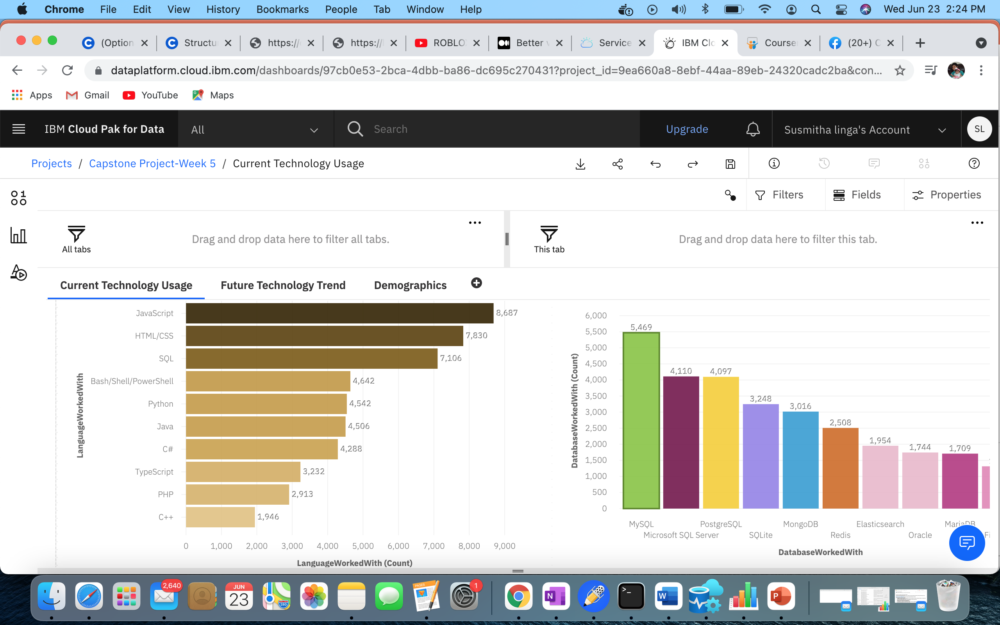 Chrome File Edit View History Bookmarks People Tab Window Help Wed Jun 23 2:24 PM
(Option Structu https:// https:// ROBLO Better Service IBM Clo Course (20+)
dataplatform.cloud.ibm.com/dashboards/97cb0e53-2bca-4dbb-ba86-dc695c270431?project_id=9ea660a8-8ebf-44aa-89eb-24320cadc2ba&con...
Apps Gmail YouTube Maps
IBM Cloud Pak for Data All Search Upgrade Susmitha linga's Account SL
Projects / Capstone Project-Week 5 / Current Technology Usage
Filters Fields Properties
Drag and drop data here to filter all tabs.
All tabs
Drag and drop data here to filter this tab.
This tab
Current Technology Usage Future Technology Trend Demographics
LanguageWorkedWith
JavaScript 8,687
HTML/CSS 7,830
SQL 7,106
Bash/Shell/PowerShell 4,642
Python 4,542
Java 4,506
C# 4,288
TypeScript 3,232
PHP 2,913
C++ 1,946
0 1,000 2,000 3,000 4,000 5,000 6,000 7,000 8,000 9,000
LanguageWorkedWith (Count)
DatabaseWorkedWith (Count)
6,000
5,500
5,000
4,500
4,000
3,500
3,000
2,500
2,000
1,500
1,000
500
0
5,469 4,110 4,097 3,248 3,016 2,508 1,954 1,744 1,709
MySQL PostgreSQL MongoDB Elasticsearch MariaDB
Microsoft SQL Server SQLite Redis Oracle Fi
DatabaseWorkedWith
2,640 JUN 23 280 PAGES 1 N >_ W P